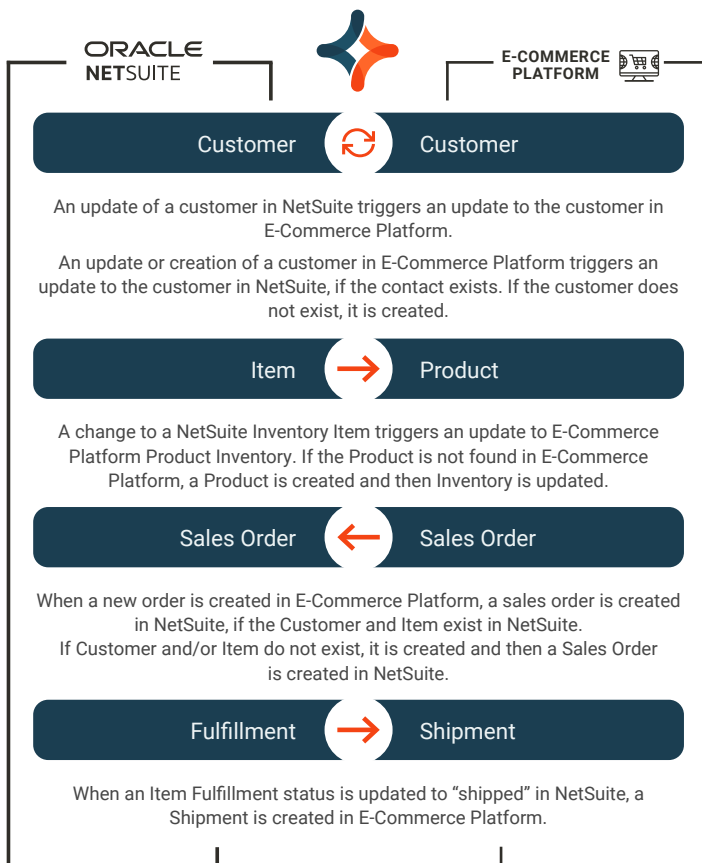 ORACLE
NETSUITE
E-COMMERCE
PLATFORM
Customer Customer
An update of a customer in NetSuite triggers an update to the customer in
E-Commerce Platform.
An update or creation of a customer in E-Commerce Platform triggers an
update to the customer in NetSuite, if the contact exists. If the customer does
not exist, it is created.
Item Product
A change to a NetSuite Inventory Item triggers an update to E-Commerce
Platform Product Inventory. If the Product is not found in E-Commerce
Platform, a Product is created and then Inventory is updated.
Sales Order Sales Order
When a new order is created in E-Commerce Platform, a sales order is created
in NetSuite, if the Customer and Item exist in NetSuite.
If Customer and/or Item do not exist, it is created and then a Sales Order
is created in NetSuite.
Fulfillment Shipment
When an Item Fulfillment status is updated to “shipped” in NetSuite, a
Shipment is created in E-Commerce Platform.